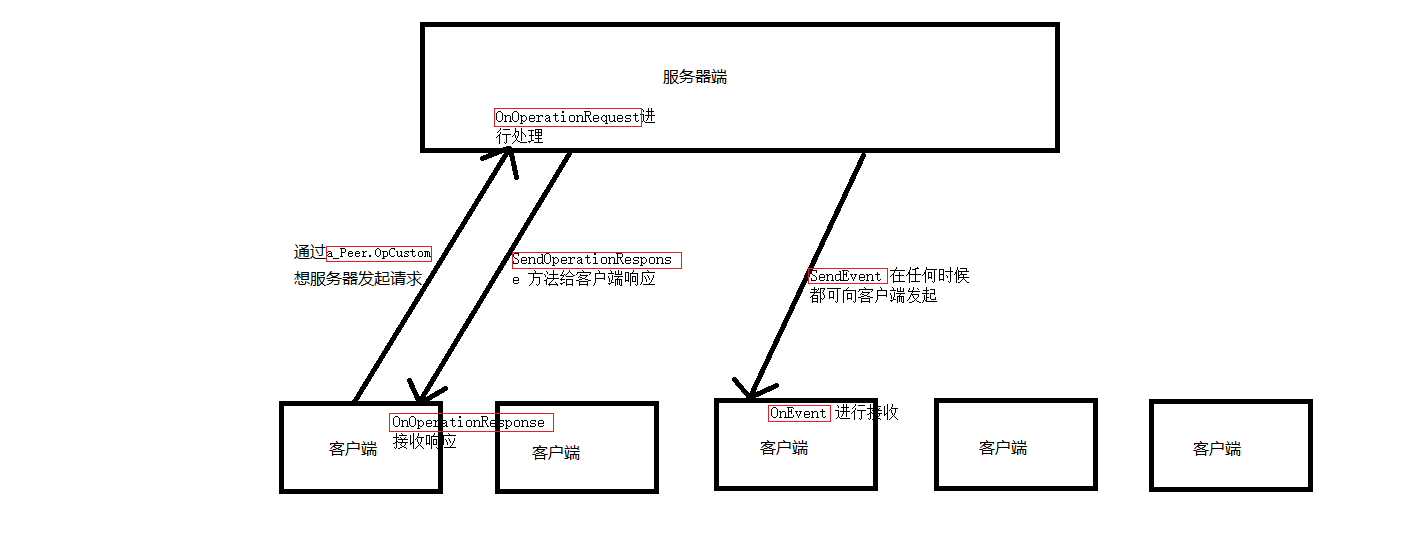 服务器端
OnOperationRequest进
行处理
通过a_Peer.OpCustom
想服务器发起请求
SendOperationRespons
e 方法给客户端响应
SendEvent 在任何时候
都可向客户端发起
OnOperationResponse
接收响应
客户端
客户端
OnEvent 进行接收
客户端
客户端
客户端